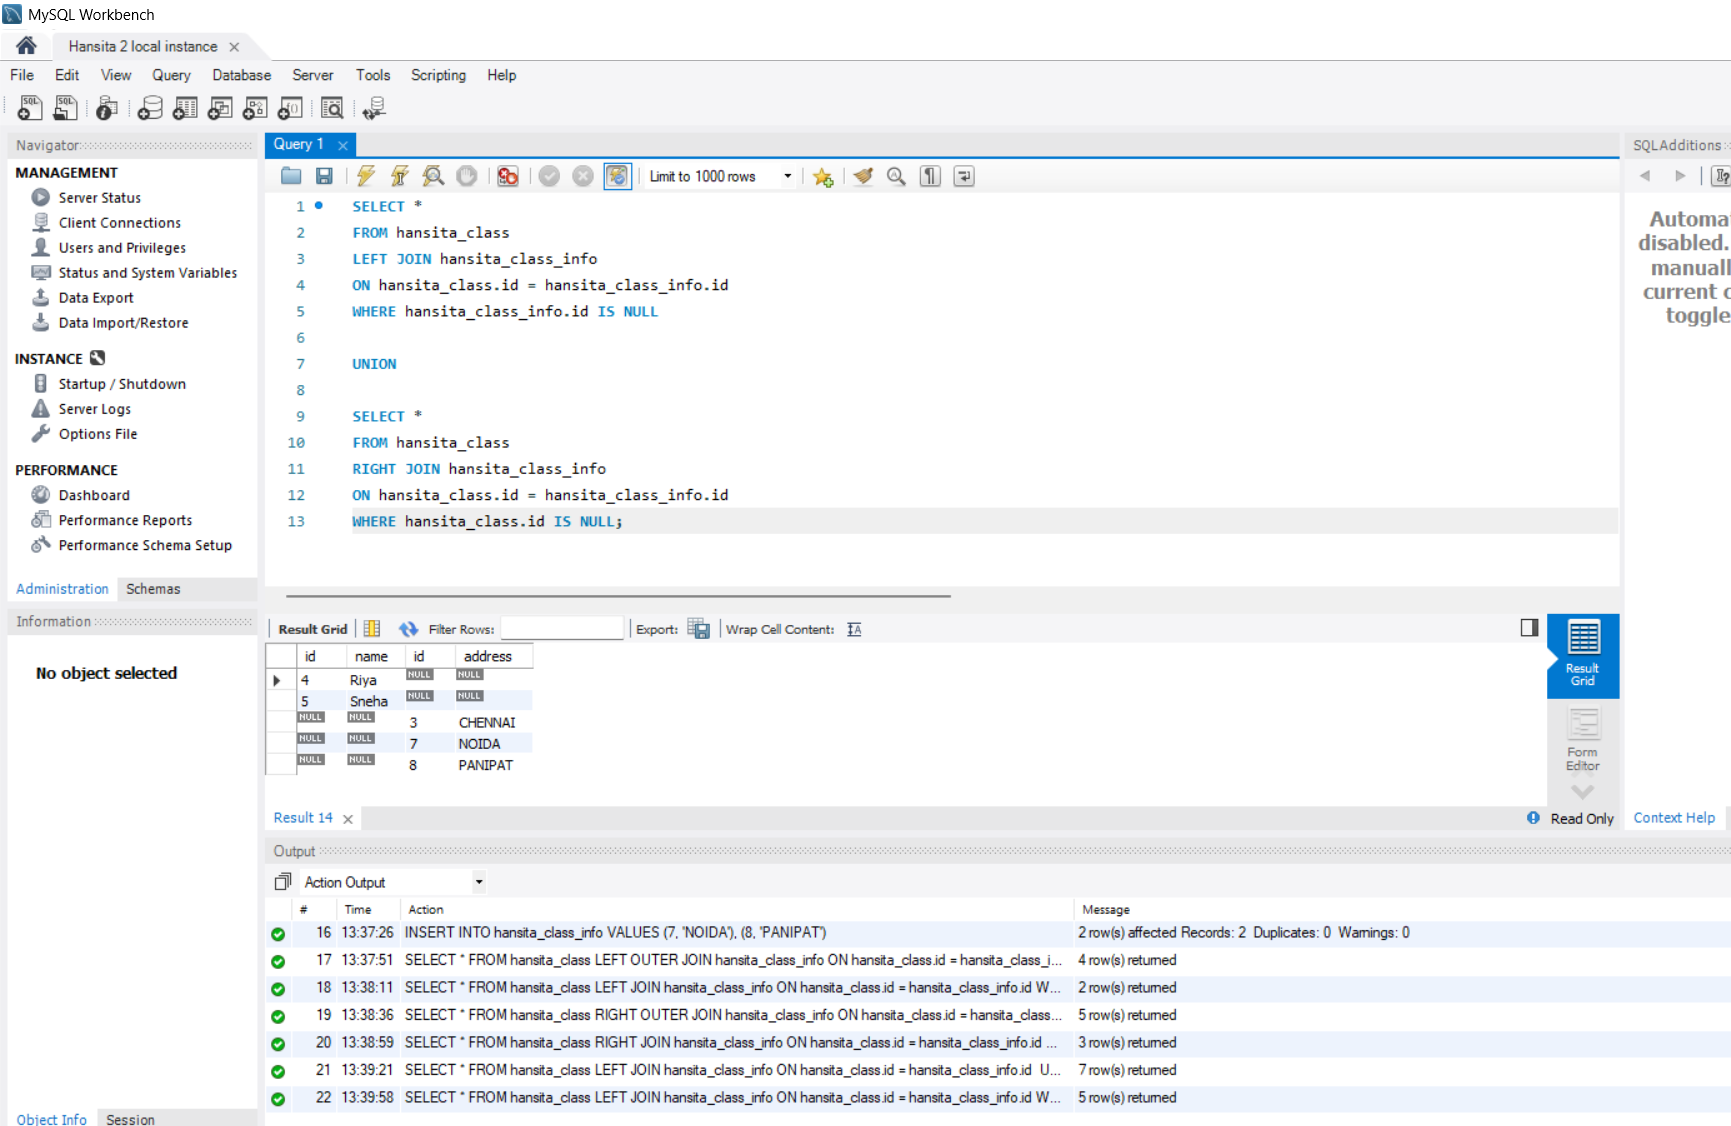 MySQL Workbench
Hansita 2 local instance
File Edit View Query Database Server Tools Scripting Help
Navigator
MANAGEMENT
Server Status
Client Connections
Users and Privileges
Status and System Variables
Data Export
Data Import/Restore
INSTANCE
Startup / Shutdown
Server Logs
Options File
PERFORMANCE
Dashboard
Performance Reports
Performance Schema Setup
Administration Schemas
Information
No object selected
Object Info Session
Query 1
Limit to 1000 rows
1 SELECT *
2 FROM hansita_class
3 LEFT JOIN hansita_class_info
4 ON hansita_class.id = hansita_class_info.id
5 WHERE hansita_class_info.id IS NULL
6
7 UNION
8
9 SELECT *
10 FROM hansita_class
11 RIGHT JOIN hansita_class_info
12 ON hansita_class.id = hansita_class_info.id
13 WHERE hansita_class.id IS NULL;
Result Grid Filter Rows: Export: Wrap Cell Content:
id name id address
4 Riya NULL NULL
5 Sneha NULL NULL
NULL NULL 3 CHENNAI
NULL NULL 7 NOIDA
NULL NULL 8 PANIPAT
Result
Grid
Form
Editor
Result 14
Read Only
SQLAdditions
Automa
disabled.
manuall
current c
toggle
Context Help
Output
Action Output
# Time Action Message
16 13:37:26 INSERT INTO hansita_class_info VALUES (7, 'NOIDA'), (8, 'PANIPAT') 2 row(s) affected Records: 2 Duplicates: 0 Warnings: 0
17 13:37:51 SELECT * FROM hansita_class LEFT OUTER JOIN hansita_class_info ON hansita_class.id = hansita_class_i... 4 row(s) returned
18 13:38:11 SELECT * FROM hansita_class LEFT JOIN hansita_class_info ON hansita_class.id = hansita_class_info.id W... 2 row(s) returned
19 13:38:36 SELECT * FROM hansita_class RIGHT OUTER JOIN hansita_class_info ON hansita_class.id = hansita_class... 5 row(s) returned
20 13:38:59 SELECT * FROM hansita_class RIGHT JOIN hansita_class_info ON hansita_class.id = hansita_class_info.id ... 3 row(s) returned
21 13:39:21 SELECT * FROM hansita_class LEFT JOIN hansita_class_info ON hansita_class.id = hansita_class_info.id U... 7 row(s) returned
22 13:39:58 SELECT * FROM hansita_class LEFT JOIN hansita_class_info ON hansita_class.id = hansita_class_info.id W... 5 row(s) returned